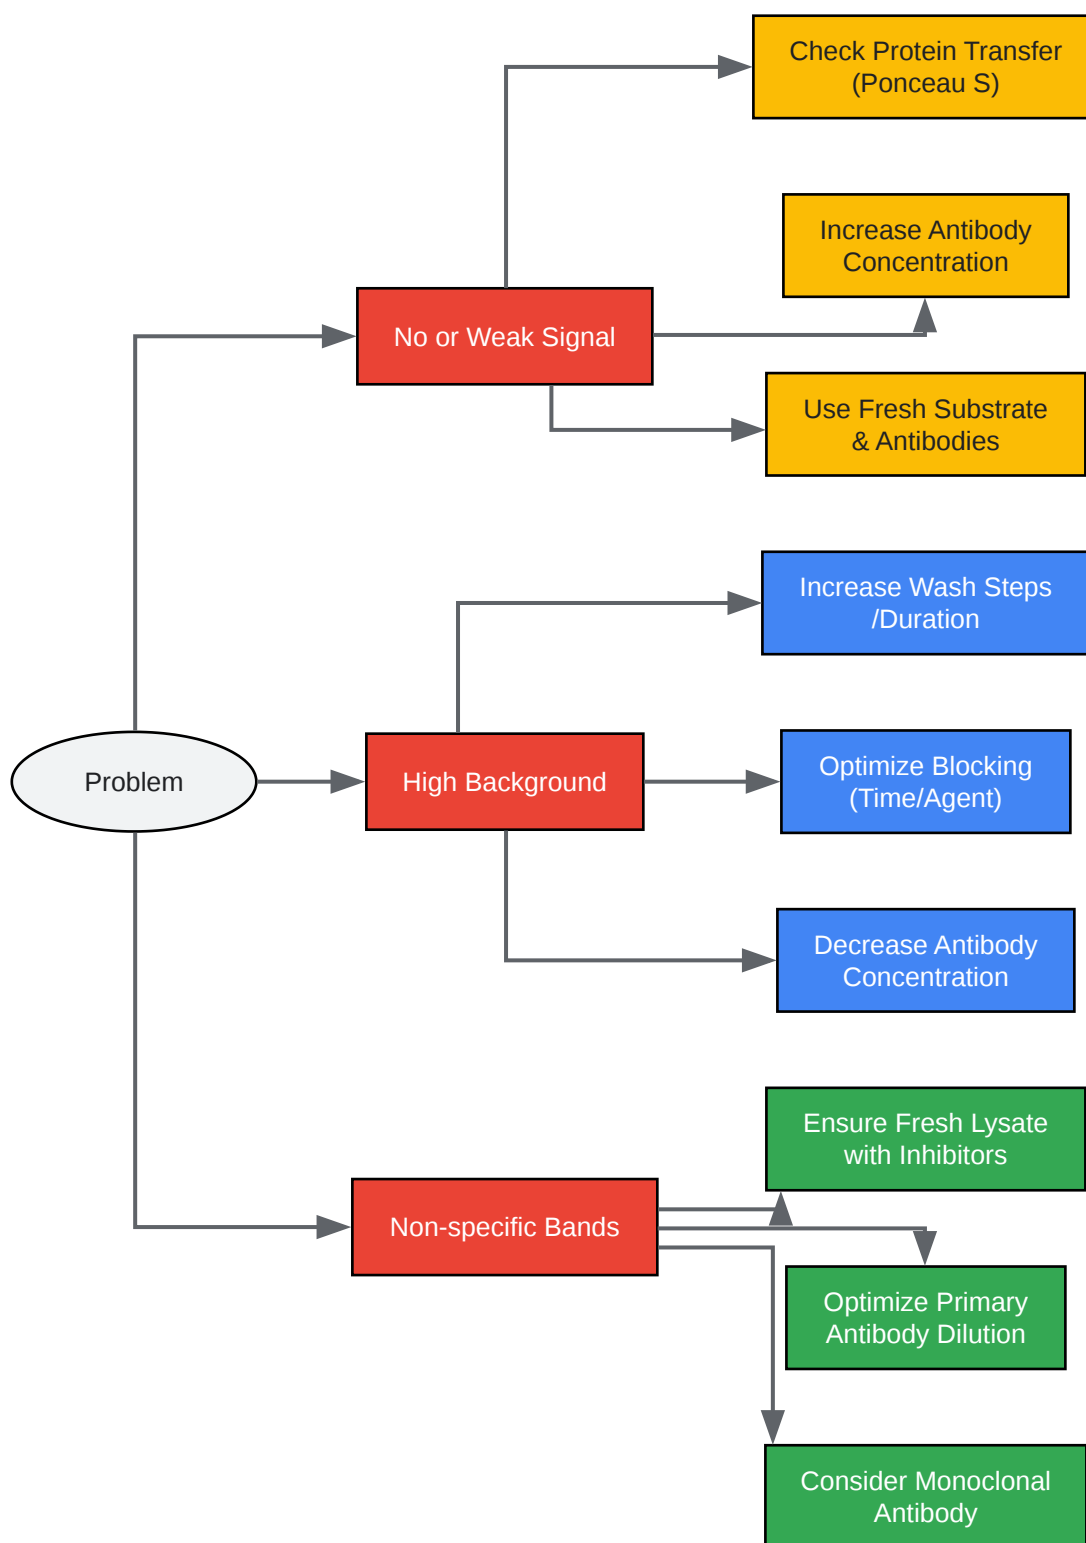 Check Protein Transfer
(Ponceau S)
Increase Antibody
Concentration
No or Weak Signal
Use Fresh Substrate
& Antibodies
Increase Wash Steps
/Duration
Problem
High Background
Optimize Blocking
(Time/Agent)
Decrease Antibody
Concentration
Ensure Fresh Lysate
with Inhibitors
Non-specific Bands
Optimize Primary
Antibody Dilution
Consider Monoclonal
Antibody